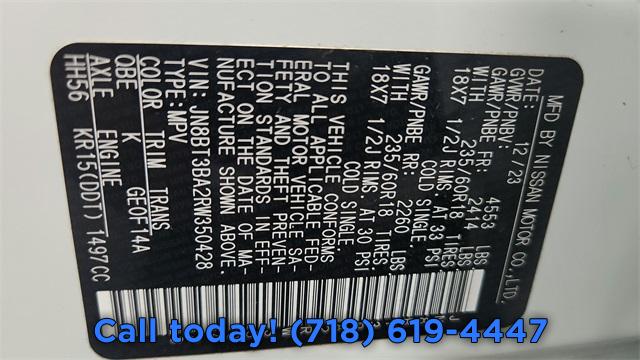 MFD BY NISSAN MOTOR CO.,LTD.
DATE: 12/23
GVWR/PNBV: 4553 LBS
GAWR/PNBE FR: 2414 LBS
WITH 235/60R18 TIRES
18X7 1/2J RIMS AT 33 PSI
COLD SINGLE
GAWR/PNBE RR: 2260 LBS
WITH 235/60R18 TIRES
18X7 1/2J RIMS AT 30 PSI
COLD SINGLE
THIS VEHICLE CONFORMS
TO ALL APPLICABLE FED-
ERAL MOTOR VEHICLE SA-
FETY AND THEFT PREVEN-
TION STANDARDS IN EFF-
ECT ON THE DATE OF MA-
NUFACTURE SHOWN ABOVE.
VIN: JN8BT3BA2RW350428
TYPE: MPV
COLOR TRIM TRANS
QBE K GE0F14A
AXLE ENGINE
HH56 KR15(DDT) 1497CC
Call today! (718) 619-4447